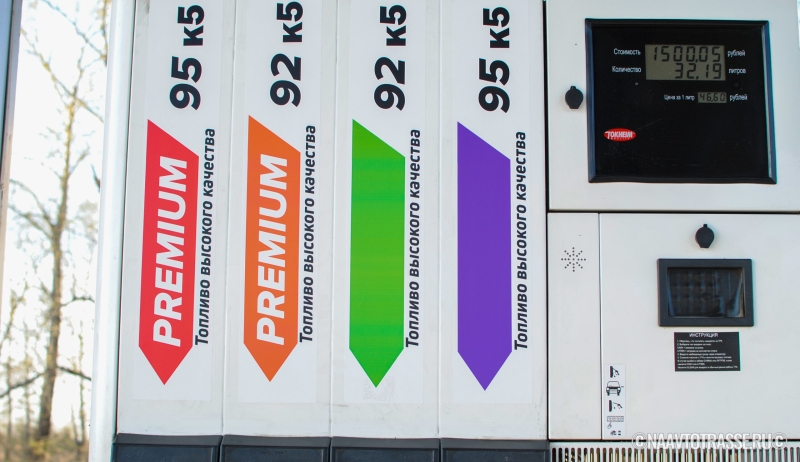 95 к5
PREMIUM
Топливо высокого качества
92 к5
PREMIUM
Топливо высокого качества
92 к5
Топливо высокого качества
95 к5
Топливо высокого качества
Стоимость 1500.05 рублей
Количество 32.19 литров
Цена за 1 литр 46.60 рублей
TOKHEIM
ИНСТРУКЦИЯ
©NAAVTOTRASSE.RU©